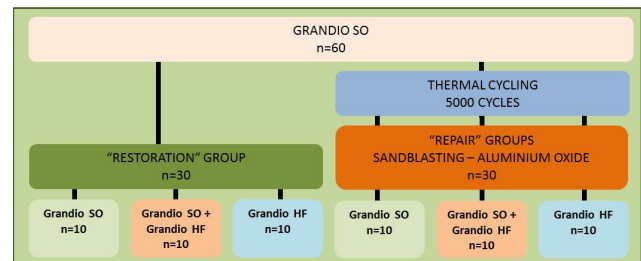 GRANDIO SO
n=60
THERMAL CYCLING
5000 CYCLES
“RESTORATION” GROUP
n=30
“REPAIR” GROUPS
SANDBLASTING – ALUMINIUM OXIDE
n=30
Grandio SO
n=10
Grandio SO +
Grandio HF
n=10
Grandio HF
n=10
Grandio SO
n=10
Grandio SO +
Grandio HF
n=10
Grandio HF
n=10